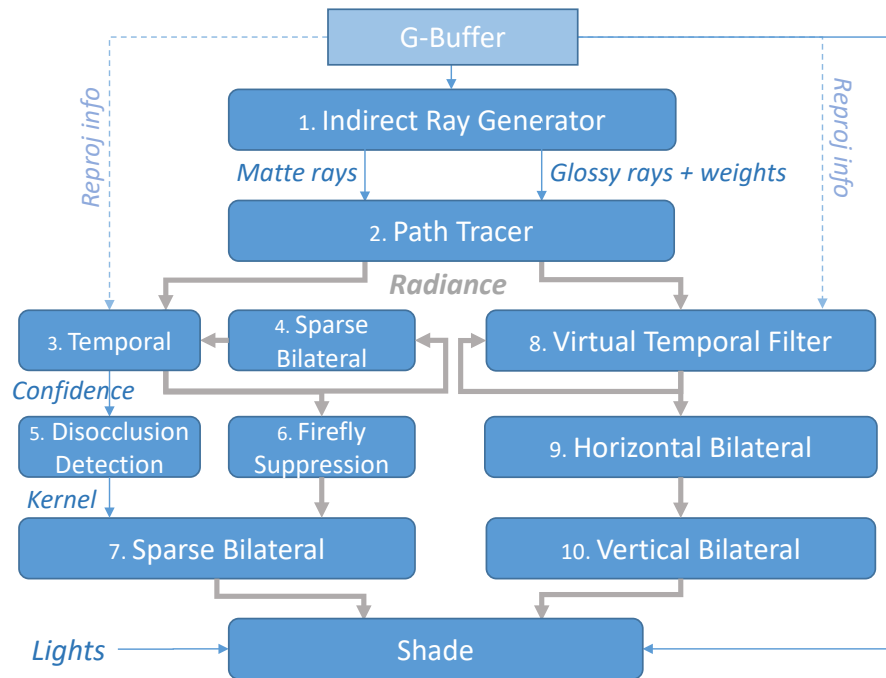 G-Buffer
Reproj info
Reproj info
1. Indirect Ray Generator
Matte rays
Glossy rays + weights
2. Path Tracer
Radiance
3. Temporal
4. Sparse
Bilateral
8. Virtual Temporal Filter
Confidence
5. Disocclusion
Detection
6. Firefly
Suppression
9. Horizontal Bilateral
Kernel
7. Sparse Bilateral
10. Vertical Bilateral
Lights
Shade